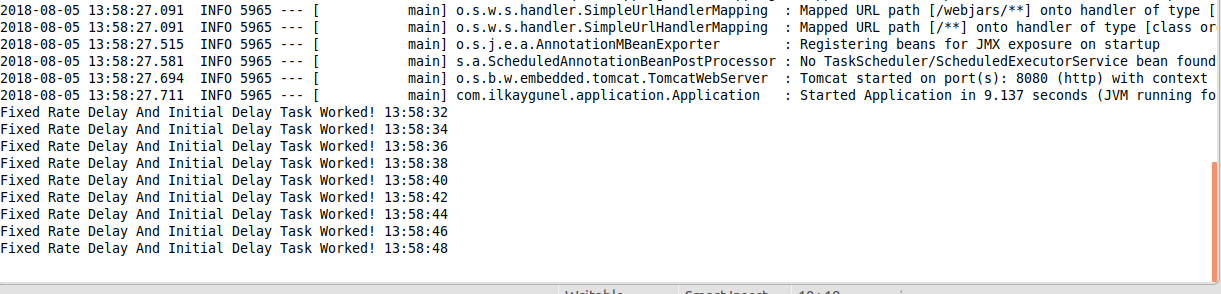 2018-08-05 13:58:27.091  INFO 5965 --- [           main] o.s.w.s.handler.SimpleUrlHandlerMapping  : Mapped URL path [/webjars/**] onto handler of type [
2018-08-05 13:58:27.091  INFO 5965 --- [           main] o.s.w.s.handler.SimpleUrlHandlerMapping  : Mapped URL path [/**] onto handler of type [class or
2018-08-05 13:58:27.515  INFO 5965 --- [           main] o.s.j.e.a.AnnotationMBeanExporter        : Registering beans for JMX exposure on startup
2018-08-05 13:58:27.581  INFO 5965 --- [           main] s.a.ScheduledAnnotationBeanPostProcessor : No TaskScheduler/ScheduledExecutorService bean found
2018-08-05 13:58:27.694  INFO 5965 --- [           main] o.s.b.w.embedded.tomcat.TomcatWebServer  : Tomcat started on port(s): 8080 (http) with context
2018-08-05 13:58:27.711  INFO 5965 --- [           main] com.ilkaygunel.application.Application   : Started Application in 9.137 seconds (JVM running fo
Fixed Rate Delay And Initial Delay Task Worked! 13:58:32
Fixed Rate Delay And Initial Delay Task Worked! 13:58:34
Fixed Rate Delay And Initial Delay Task Worked! 13:58:36
Fixed Rate Delay And Initial Delay Task Worked! 13:58:38
Fixed Rate Delay And Initial Delay Task Worked! 13:58:40
Fixed Rate Delay And Initial Delay Task Worked! 13:58:42
Fixed Rate Delay And Initial Delay Task Worked! 13:58:44
Fixed Rate Delay And Initial Delay Task Worked! 13:58:46
Fixed Rate Delay And Initial Delay Task Worked! 13:58:48